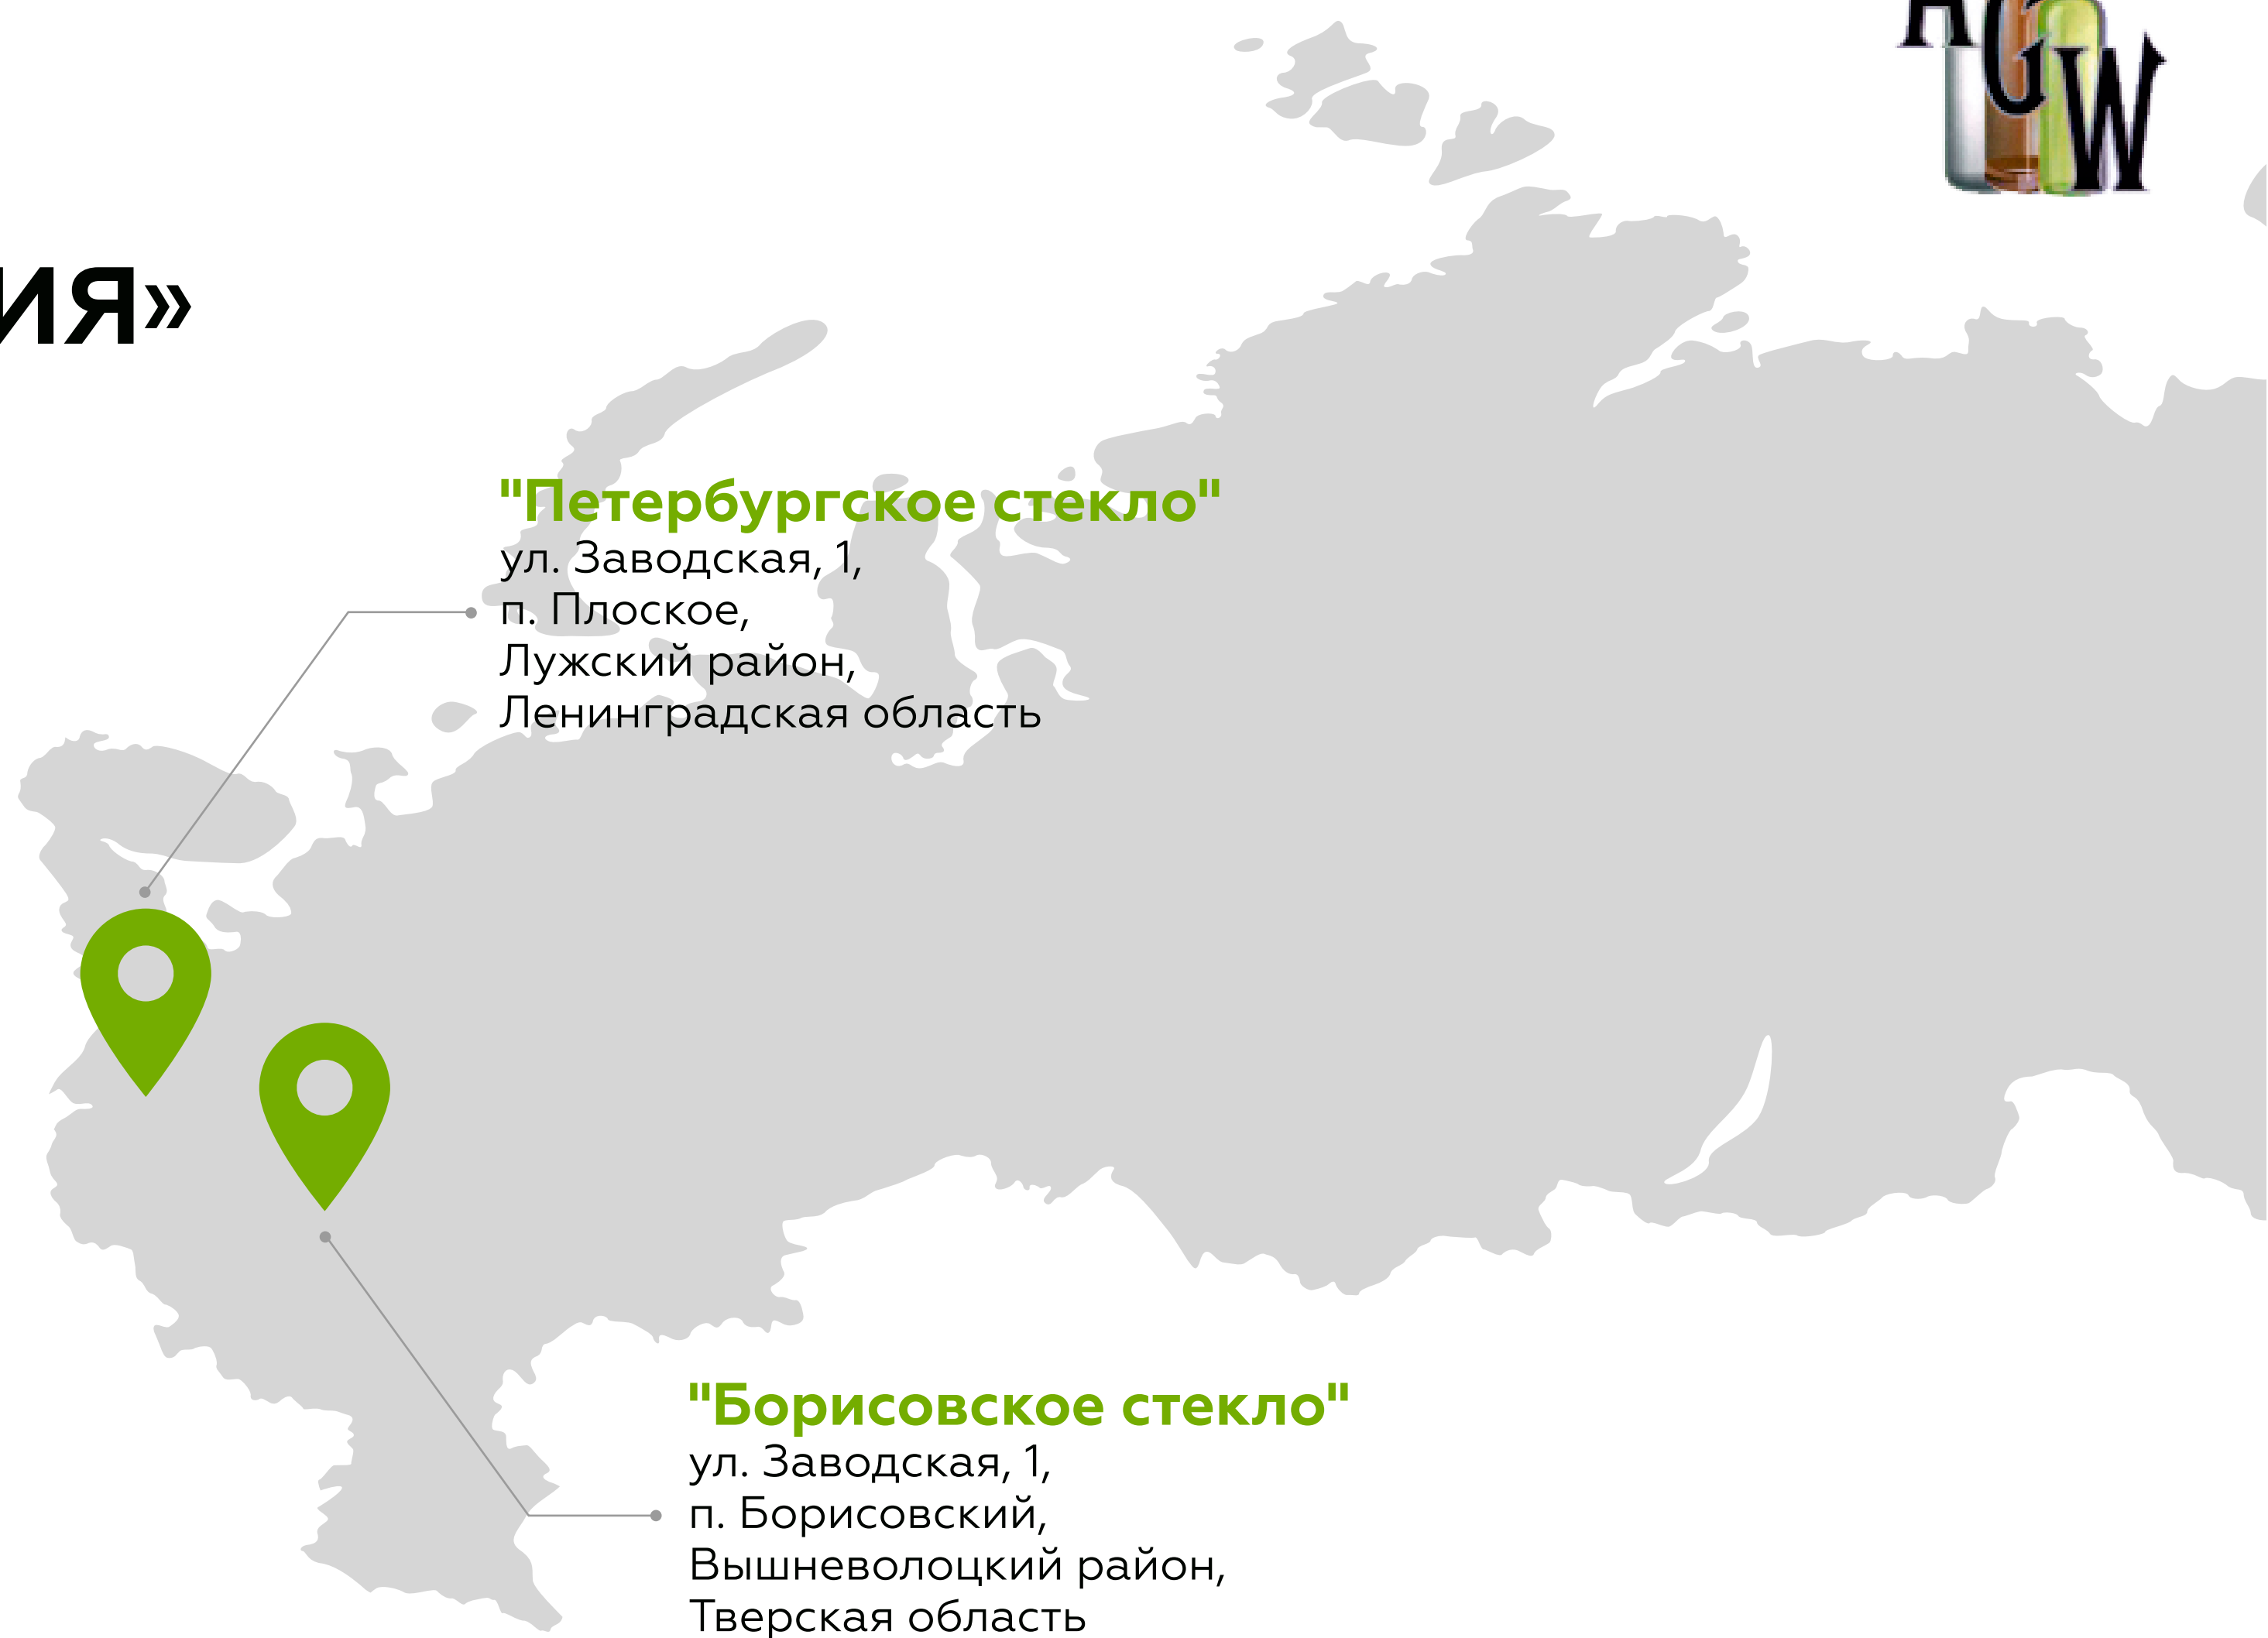 AGW
ИЯ»
"Петербургское стекло"
ул. Заводская, 1,
п. Плоское,
Лужский район,
Ленинградская область
"Борисовское стекло"
ул. Заводская, 1,
п. Борисовский,
Вышневолоцкий район,
Тверская область